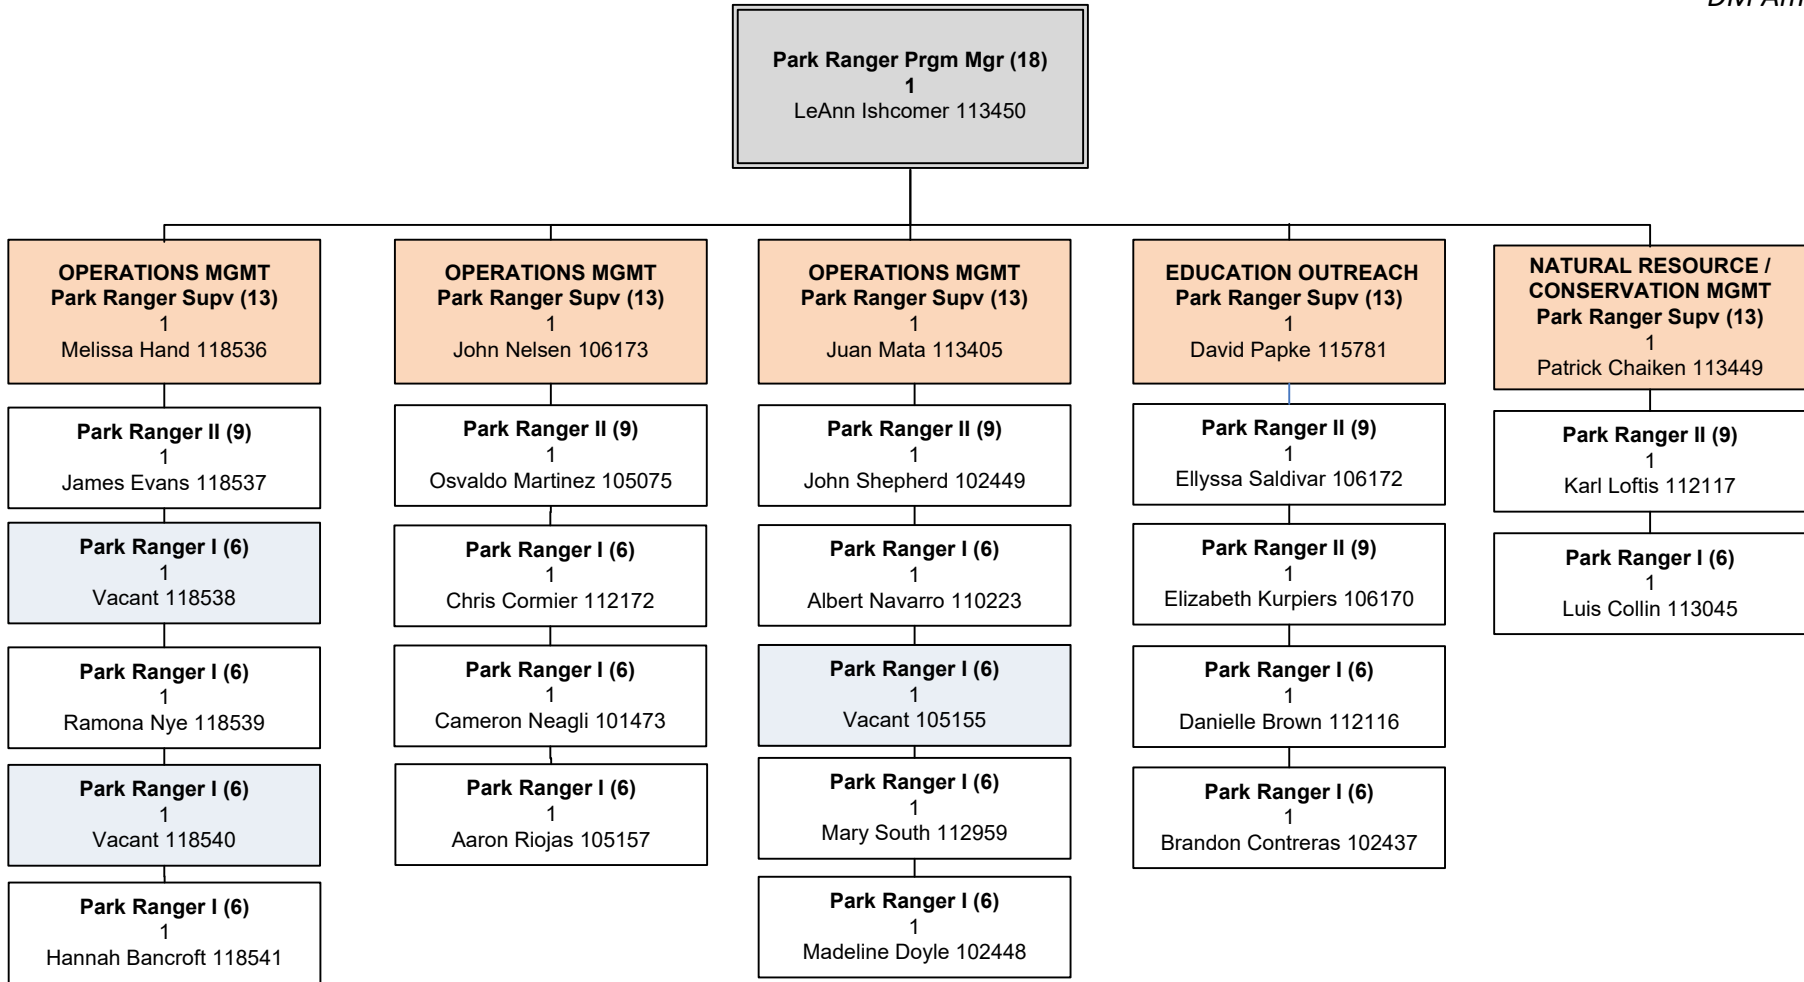 Park Ranger Prgm Mgr (18)
1
LeAnn Ishcomer 113450
OPERATIONS MGMT
Park Ranger Supv (13)
1
Melissa Hand 118536
Park Ranger II (9)
1
James Evans 118537
Park Ranger I (6)
1
Vacant 118538
Park Ranger I (6)
1
Ramona Nye 118539
Park Ranger I (6)
1
Vacant 118540
Park Ranger I (6)
1
Hannah Bancroft 118541
OPERATIONS MGMT
Park Ranger Supv (13)
1
John Nelsen 106173
Park Ranger II (9)
1
Osvaldo Martinez 105075
Park Ranger I (6)
1
Chris Cormier 112172
Park Ranger I (6)
1
Cameron Neagli 101473
Park Ranger I (6)
1
Aaron Riojas 105157
OPERATIONS MGMT
Park Ranger Supv (13)
1
Juan Mata 113405
Park Ranger II (9)
1
John Shepherd 102449
Park Ranger I (6)
1
Albert Navarro 110223
Park Ranger I (6)
1
Vacant 105155
Park Ranger I (6)
1
Mary South 112959
Park Ranger I (6)
1
Madeline Doyle 102448
EDUCATION OUTREACH
Park Ranger Supv (13)
1
David Papke 115781
Park Ranger II (9)
1
Ellyssa Saldivar 106172
Park Ranger II (9)
1
Elizabeth Kurpiers 106170
Park Ranger I (6)
1
Danielle Brown 112116
Park Ranger I (6)
1
Brandon Contreras 102437
NATURAL RESOURCE /
CONSERVATION MGMT
Park Ranger Supv (13)
1
Patrick Chaiken 113449
Park Ranger II (9)
1
Karl Loftis 112117
Park Ranger I (6)
1
Luis Collin 113045